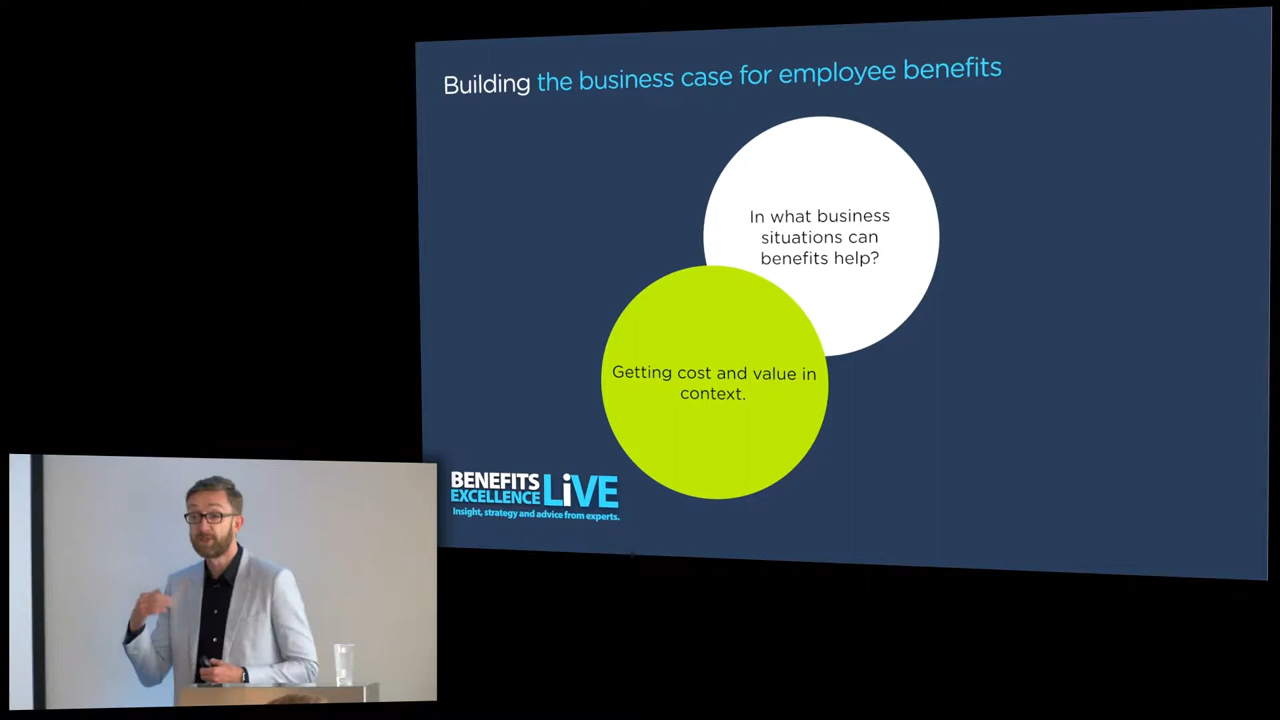 Building the business case for employee benefits
In what business
situations can
benefits help?
Getting cost and value in
context.
BENEFITS
EXCELLENCE LiVE
Insight, strategy and advice from experts.